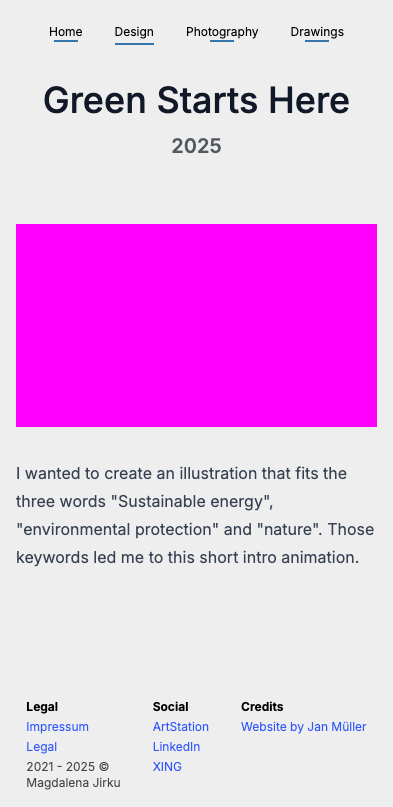 Home Design Photography Drawings
Green Starts Here
2025
I wanted to create an illustration that fits the
three words "Sustainable energy",
"environmental protection" and "nature". Those
keywords led me to this short intro animation.
Legal Social Credits
Impressum ArtStation Website by Jan Müller
Legal LinkedIn
2021 - 2025 © XING
Magdalena Jirku